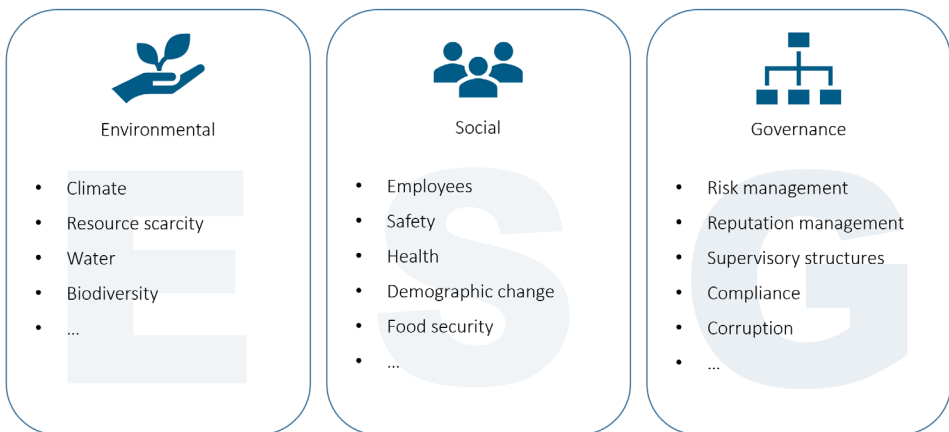 Environmental
E
• Climate
• Resource scarcity
• Water
• Biodiversity
• ...
Social
S
• Employees
• Safety
• Health
• Demographic change
• Food security
• ...
Governance
G
• Risk management
• Reputation management
• Supervisory structures
• Compliance
• Corruption
• ...